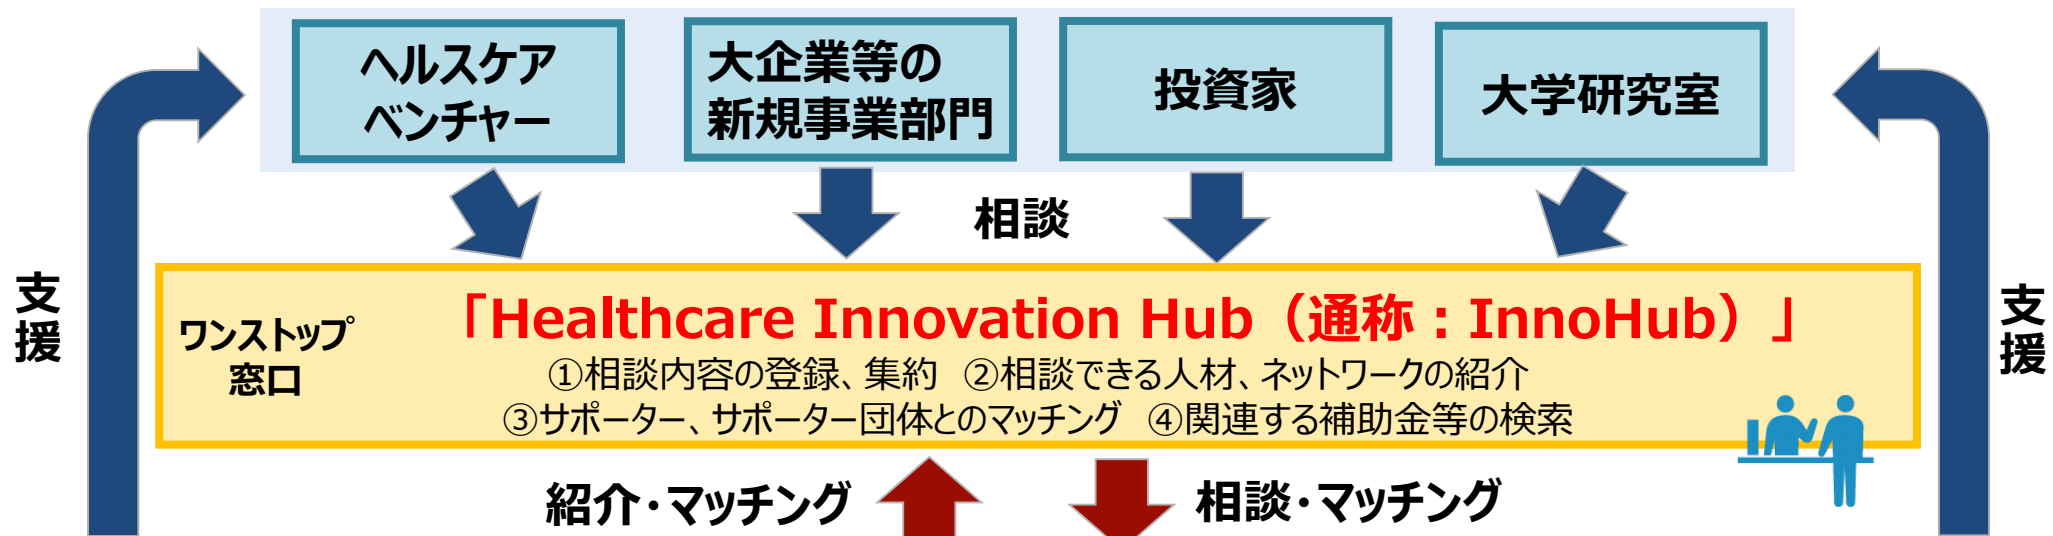 ヘルスケア
ベンチャー
大企業等の
新規事業部門
投資家
大学研究室
相談
支援
支援
ワンストップ
窓口
「Healthcare Innovation Hub（通称：InnoHub）」
①相談内容の登録、集約　②相談できる人材、ネットワークの紹介
③サポーター、サポーター団体とのマッチング　④関連する補助金等の検索
紹介・マッチング
相談・マッチング